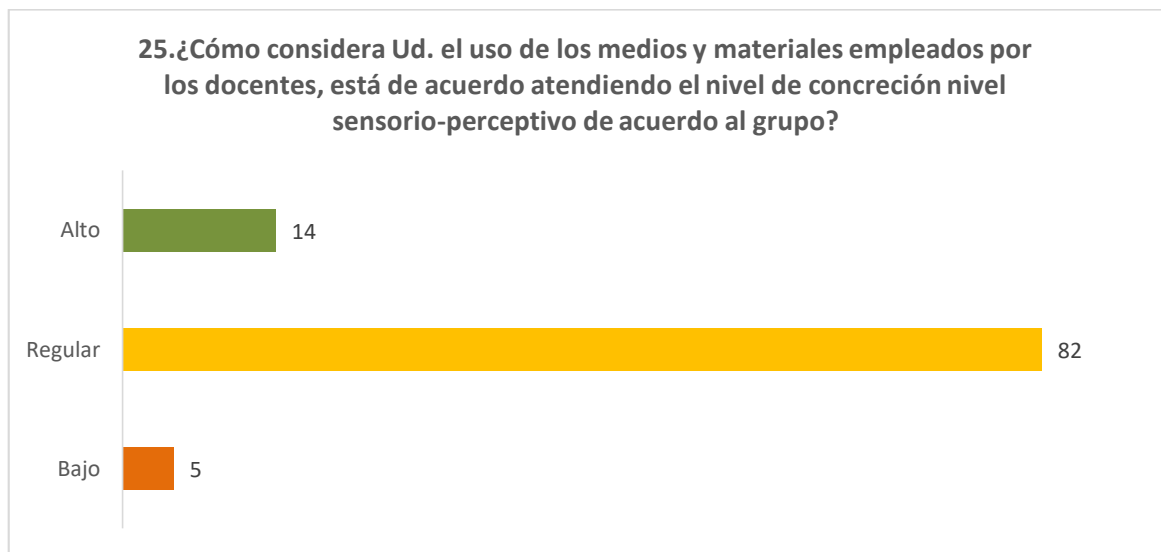 25.¿Cómo considera Ud. el uso de los medios y materiales empleados por
los docentes, está de acuerdo atendiendo el nivel de concreción nivel
sensorio-perceptivo de acuerdo al grupo?
Alto 14
Regular 82
Bajo 5